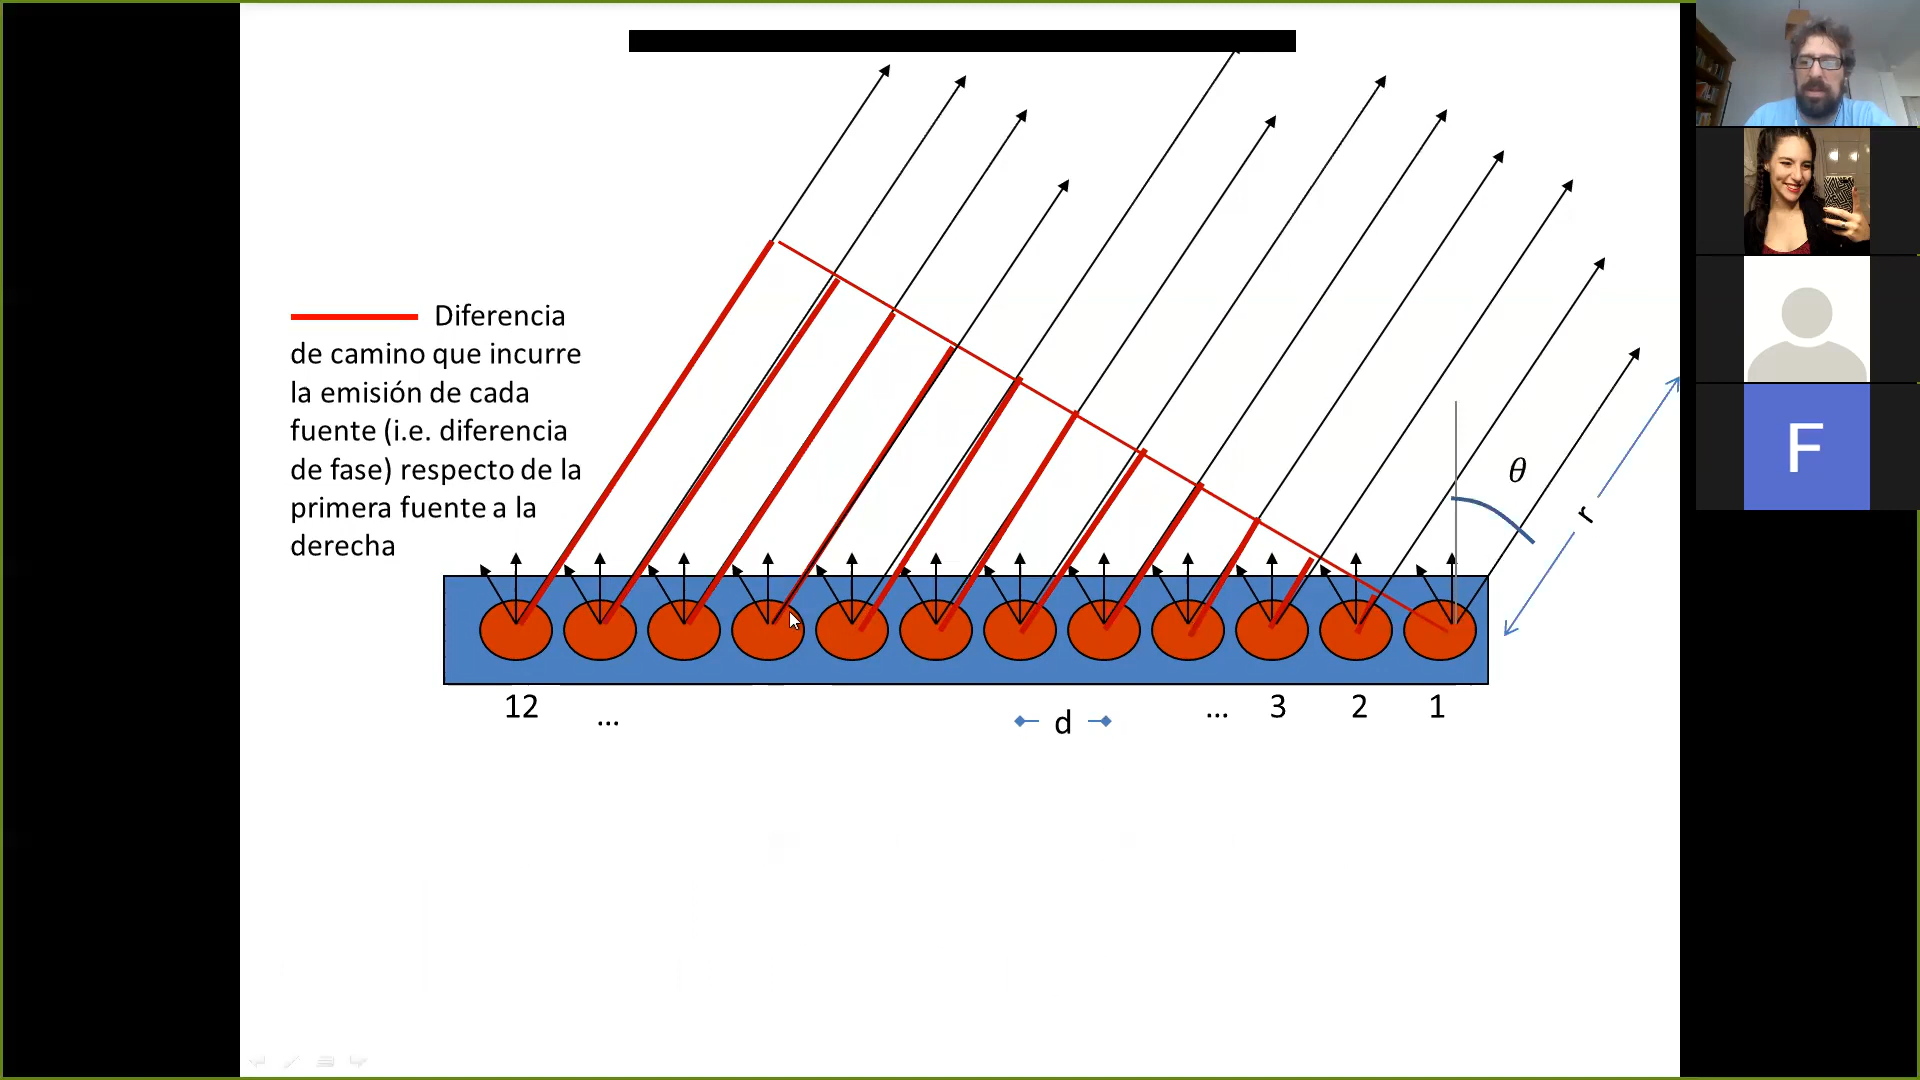 Diferencia
de camino que incurre
la emisión de cada
fuente (i.e. diferencia
de fase) respecto de la
primera fuente a la
derecha
θ
r
12
...
d
...
3
2
1
F